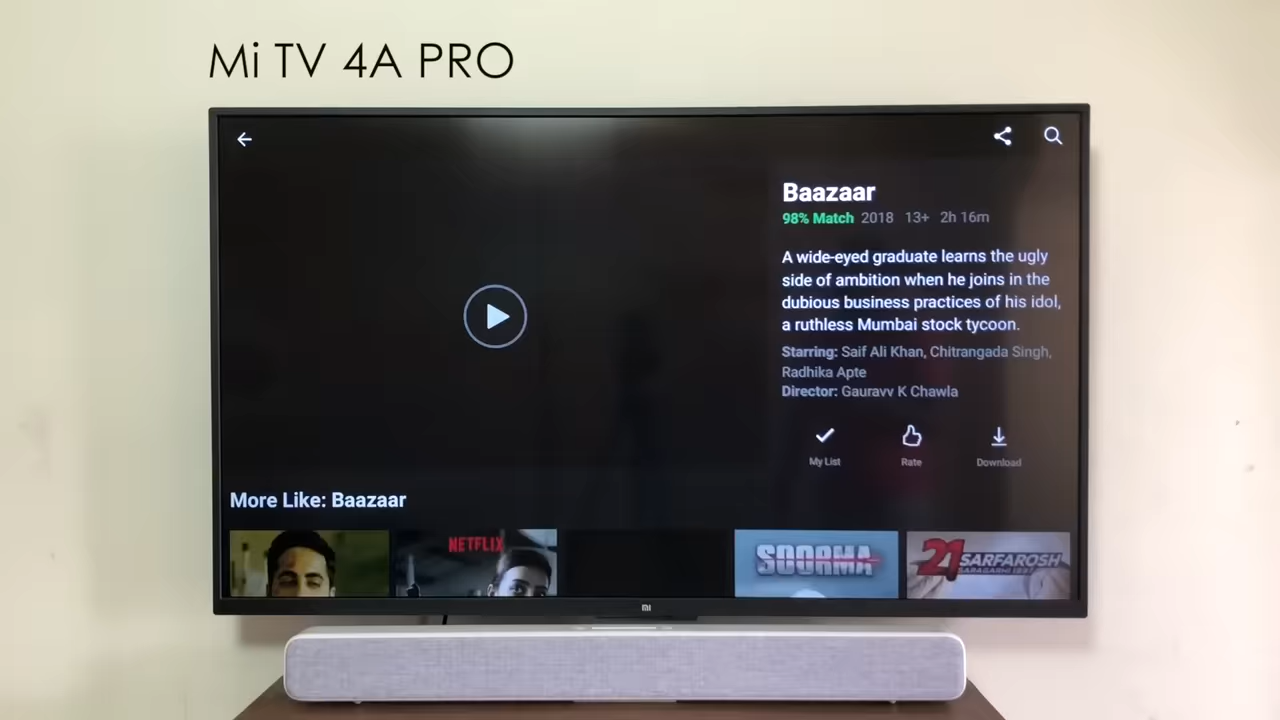 Mi TV 4A PRO
Baazaar
98% Match 2018 13+ 2h 16m
A wide-eyed graduate learns the ugly
side of ambition when he joins in the
dubious business practices of his idol,
a ruthless Mumbai stock tycoon.
Starring: Saif Ali Khan, Chitrangada Singh,
Radhika Apte
Director: Gauravv K Chawla
My List Rate Download
More Like: Baazaar
NETFLIX
SOORMA
21 SARFAROSH
SARAGARHI 1897
mi